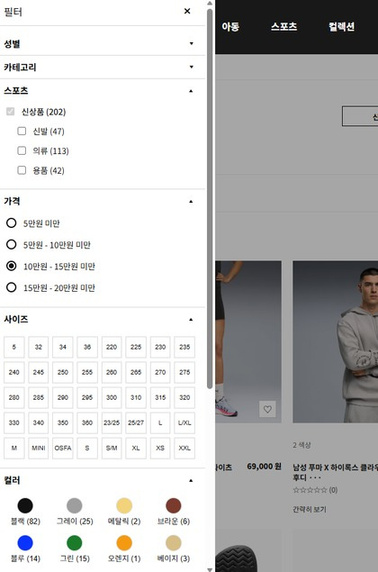 필터 ✕
아동 스포츠 컬렉션
성별
카테고리
스포츠
신상품 (202)
신발 (47)
의류 (113)
용품 (42)
가격
5만원 미만
5만원 - 10만원 미만
10만원 - 15만원 미만
15만원 - 20만원 미만
사이즈
5 32 34 36 220 225 230 235
240 245 250 255 260 265 270 275
280 285 290 295 300 310 315 320
330 340 350 360 23/25 25/27 L L/XL
M MINI OSFA S S/M XL XS XXL
컬러
블랙 (82) 그레이 (25) 메탈릭 (2) 브라운 (6)
블루 (14) 그린 (15) 오렌지 (1) 베이지 (3)
69,000 원
2 색상
남성 푸마 X 하이록스 클라우
후디 ···
☆☆☆☆☆ (0)
간략히 보기